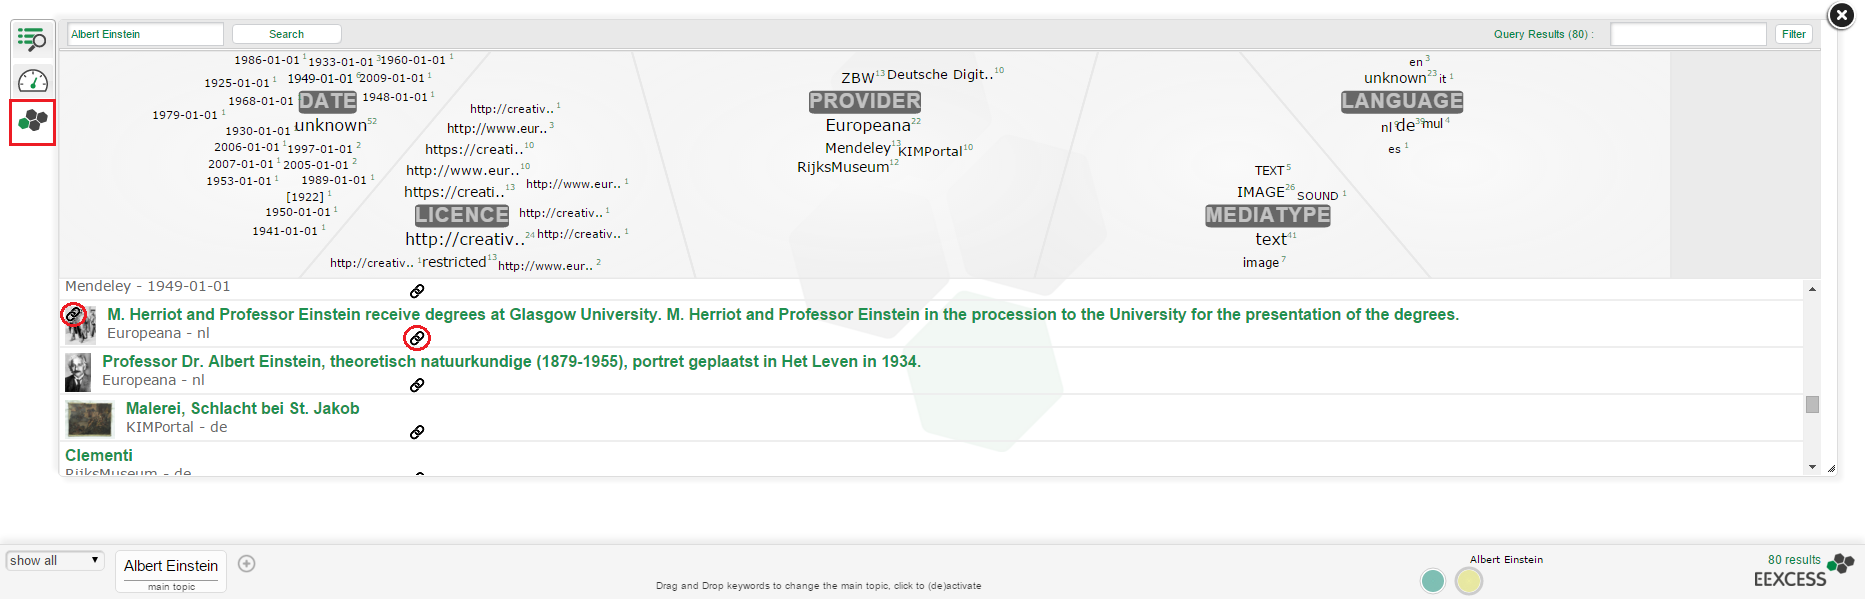 Albert Einstein
Search
Query Results (80) :
Filter
1986-01-01 1
1933-01-01 3
1960-01-01 1
1925-01-01 1
1949-01-01 6
2009-01-01 1
1968-01-01
DATE
1948-01-01 1
1979-01-01 1
1930-01-01
unknown 52
2006-01-01 1
1997-01-01 2
2007-01-01 1
2005-01-01 2
1953-01-01 1
1989-01-01 1
[1922] 1
1950-01-01 1
1941-01-01 1
http://creativ.. 1
http://www.eur.. 3
https://creati.. 10
http://www.eur.. 10
https://creati.. 13
http://www.eur.. 1
LICENCE
http://creativ.. 1
http://creativ.. 24
http://creativ.. 1
http://creativ.. 1
restricted 13
http://www.eur.. 2
ZBW 13
Deutsche Digit.. 10
PROVIDER
Europeana 22
Mendeley 13
KIMPortal 10
RijksMuseum 12
en 3
unknown 23
it 1
LANGUAGE
nl 9
de 39
mul 4
es 1
TEXT 5
IMAGE 26
SOUND 1
MEDIATYPE
text 41
image 7
Mendeley - 1949-01-01
M. Herriot and Professor Einstein receive degrees at Glasgow University. M. Herriot and Professor Einstein in the procession to the University for the presentation of the degrees.
Europeana - nl
Professor Dr. Albert Einstein, theoretisch natuurkundige (1879-1955), portret geplaatst in Het Leven in 1934.
Europeana - nl
Malerei, Schlacht bei St. Jakob
KIMPortal - de
Clementi
RijksMuseum - de
show all
Albert Einstein
main topic
Drag and Drop keywords to change the main topic, click to (de)activate
Albert Einstein
80 results
EEXCESS